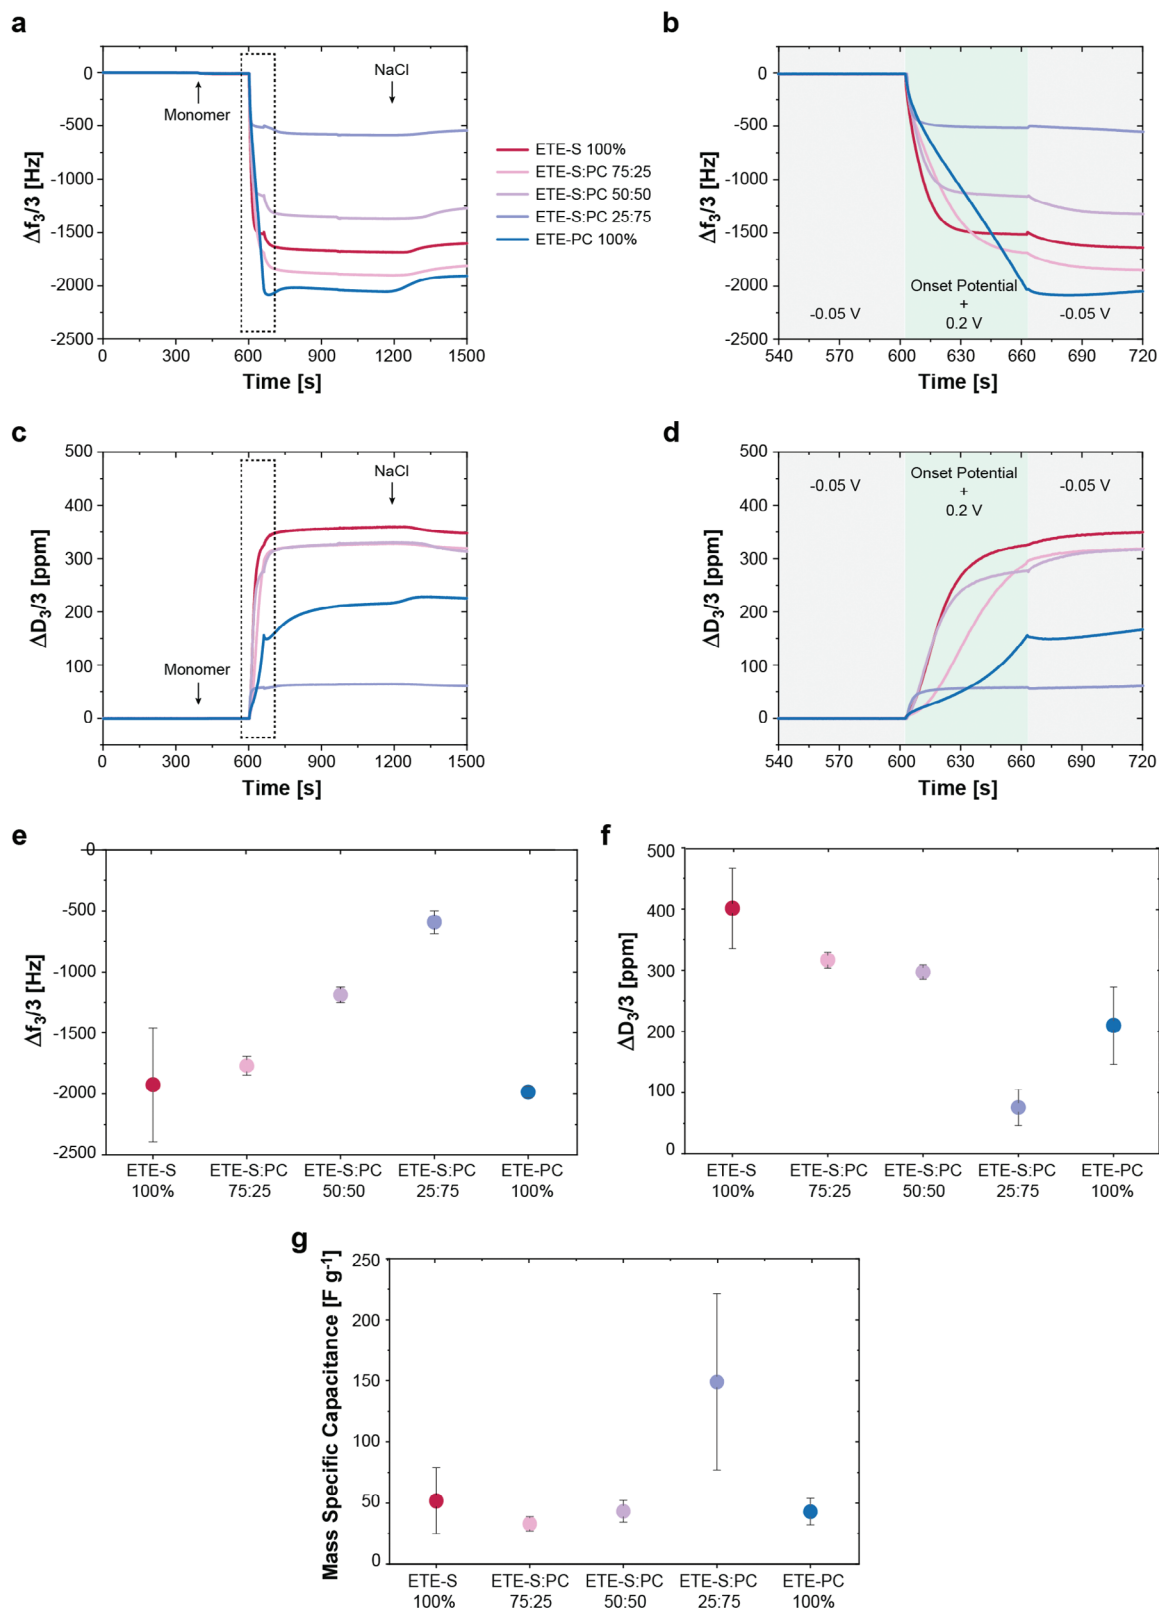 a
0
-500
-1000
-1500
-2000
-2500
Δf3/3 [Hz]
Monomer
NaCl
0 300 600 900 1200 1500
Time [s]
ETE-S 100%
ETE-S:PC 75:25
ETE-S:PC 50:50
ETE-S:PC 25:75
ETE-PC 100%
b
0
-500
-1000
-1500
-2000
-2500
Δf3/3 [Hz]
-0.05 V
Onset Potential
+
0.2 V
-0.05 V
540 570 600 630 660 690 720
Time [s]
c
500
400
300
200
100
0
ΔD3/3 [ppm]
NaCl
Monomer
0 300 600 900 1200 1500
Time [s]
d
500
400
300
200
100
0
ΔD3/3 [ppm]
-0.05 V
Onset Potential
+
0.2 V
-0.05 V
540 570 600 630 660 690 720
Time [s]
e
0
-500
-1000
-1500
-2000
-2500
Δf3/3 [Hz]
ETE-S ETE-S:PC ETE-S:PC ETE-S:PC ETE-PC
100% 75:25 50:50 25:75 100%
f
500
400
300
200
100
0
ΔD3/3 [ppm]
ETE-S ETE-S:PC ETE-S:PC ETE-S:PC ETE-PC
100% 75:25 50:50 25:75 100%
g
250
200
150
100
50
0
Mass Specific Capacitance [F g-1]
ETE-S ETE-S:PC ETE-S:PC ETE-S:PC ETE-PC
100% 75:25 50:50 25:75 100%